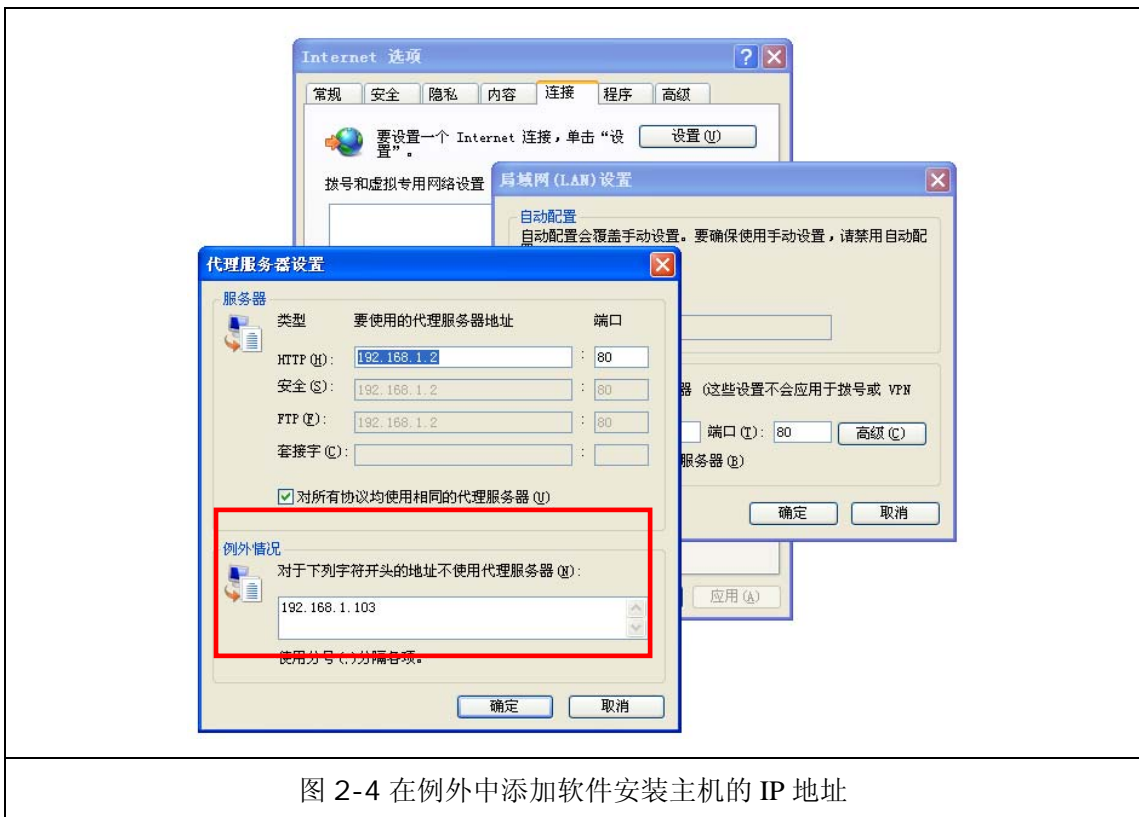 Internet 选项
常规 安全 隐私 内容 连接 程序 高级
要设置一个 Internet 连接，单击“设
置”。
设置(U)
拨号和虚拟专用网络设置
局域网(LAN)设置
自动配置
自动配置会覆盖手动设置。要确保使用手动设置，请禁用自动配
器 (这些设置不会应用于拨号或 VPN
端口(T): 80 高级(C)
服务器(B)
确定 取消
应用(A)
代理服务器设置
服务器
类型 要使用的代理服务器地址 端口
HTTP(H): 192.168.1.2 : 80
安全(S): 192.168.1.2 : 80
FTP(F): 192.168.1.2 : 80
套接字(C): :
对所有协议均使用相同的代理服务器(U)
例外情况
对于下列字符开头的地址不使用代理服务器(N):
192.168.1.103
使用分号(;)分隔各项。
确定 取消
图 2-4 在例外中添加软件安装主机的 IP 地址